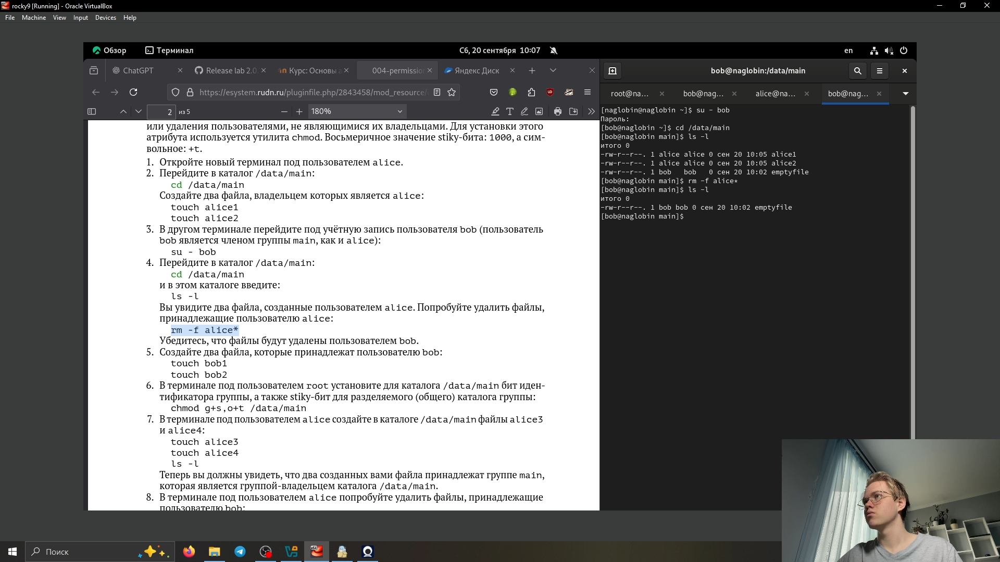 rocky9 [Running] - Oracle VirtualBox
File Machine View Input Devices Help
Обзор Терминал Сб, 20 сентября 10:07 en
ChatGPT Release lab 2.0. Курс: Основы а 004-permission Яндекс Диск
bob@naglobin:/data/main
https://esystem.rudn.ru/pluginfile.php/2843458/mod_resource/
root@na... bob@nag... alice@na... bob@nag...
2 из 5 180%
или удаления пользователями, не являющимися их владельцами. Для установки этого
атрибута используется утилита chmod. Восьмеричное значение stiky-бита: 1000, а сим-
вольное: +t.
1. Откройте новый терминал под пользователем alice.
2. Перейдите в каталог /data/main:
cd /data/main
Создайте два файла, владельцем которых является alice:
touch alice1
touch alice2
3. В другом терминале перейдите под учётную запись пользователя bob (пользователь
bob является членом группы main, как и alice):
su - bob
4. Перейдите в каталог /data/main:
cd /data/main
и в этом каталоге введите:
ls -l
Вы увидите два файла, созданные пользователем alice. Попробуйте удалить файлы,
принадлежащие пользователю alice:
rm -f alice*
Убедитесь, что файлы будут удалены пользователем bob.
5. Создайте два файла, которые принадлежат пользователю bob:
touch bob1
touch bob2
6. В терминале под пользователем root установите для каталога /data/main бит иден-
тификатора группы, а также stiky-бит для разделяемого (общего) каталога группы:
chmod g+s,o+t /data/main
7. В терминале под пользователем alice создайте в каталоге /data/main файлы alice3
и alice4:
touch alice3
touch alice4
ls -l
Теперь вы должны увидеть, что два созданных вами файла принадлежат группе main,
которая является группой-владельцем каталога /data/main.
8. В терминале под пользователем alice попробуйте удалить файлы, принадлежащие
пользователю bob:
[naglobin@naglobin ~]$ su - bob
Пароль:
[bob@naglobin ~]$ cd /data/main
[bob@naglobin main]$ ls -l
итого 0
-rw-r--r--. 1 alice alice 0 сен 20 10:05 alice1
-rw-r--r--. 1 alice alice 0 сен 20 10:05 alice2
-rw-r--r--. 1 bob   bob   0 сен 20 10:02 emptyfile
[bob@naglobin main]$ rm -f alice*
[bob@naglobin main]$ ls -l
итого 0
-rw-r--r--. 1 bob bob 0 сен 20 10:02 emptyfile
[bob@naglobin main]$
Поиск